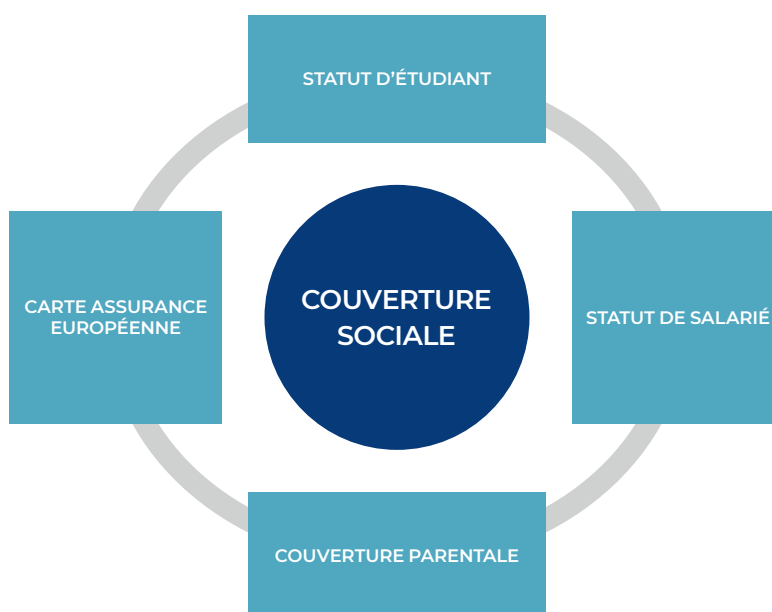 STATUT D’ÉTUDIANT
CARTE ASSURANCE
EUROPÉENNE
COUVERTURE
SOCIALE
STATUT DE SALARIÉ
COUVERTURE PARENTALE